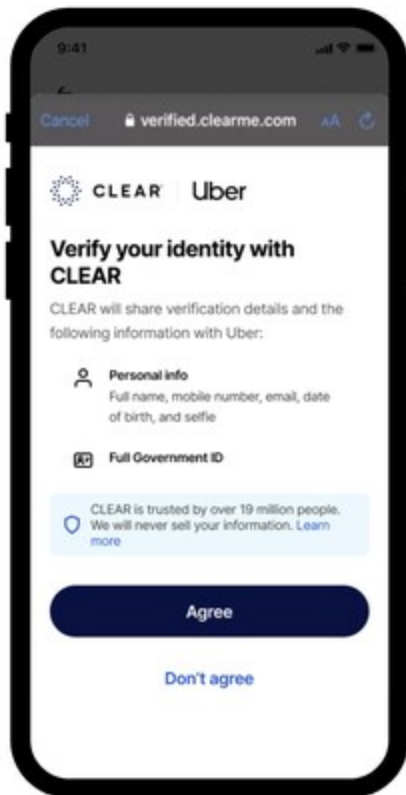 9:41
Cancel verified.clearme.com AA
CLEAR Uber
Verify your identity with
CLEAR
CLEAR will share verification details and the
following information with Uber:
Personal info
Full name, mobile number, email, date
of birth, and selfie
Full Government ID
CLEAR is trusted by over 19 million people.
We will never sell your information. Learn
more
Agree
Don't agree